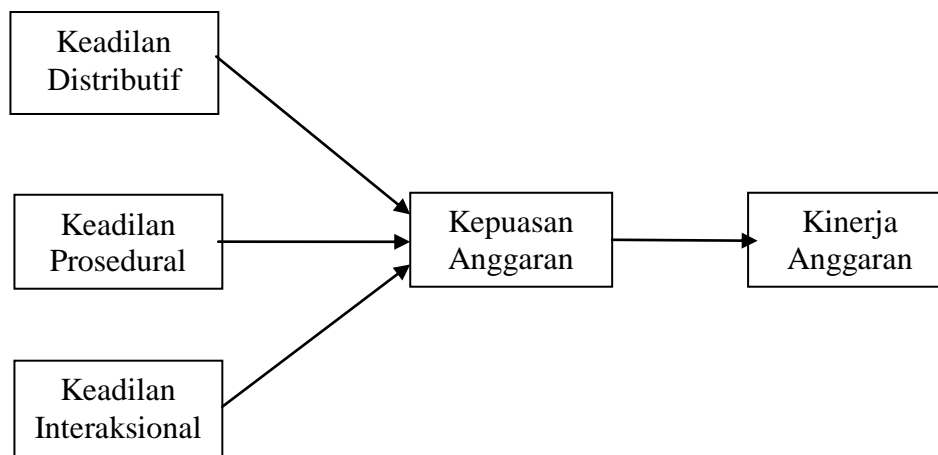 Keadilan
Distributif
Keadilan
Prosedural
Kepuasan
Anggaran
Kinerja
Anggaran
Keadilan
Interaksional